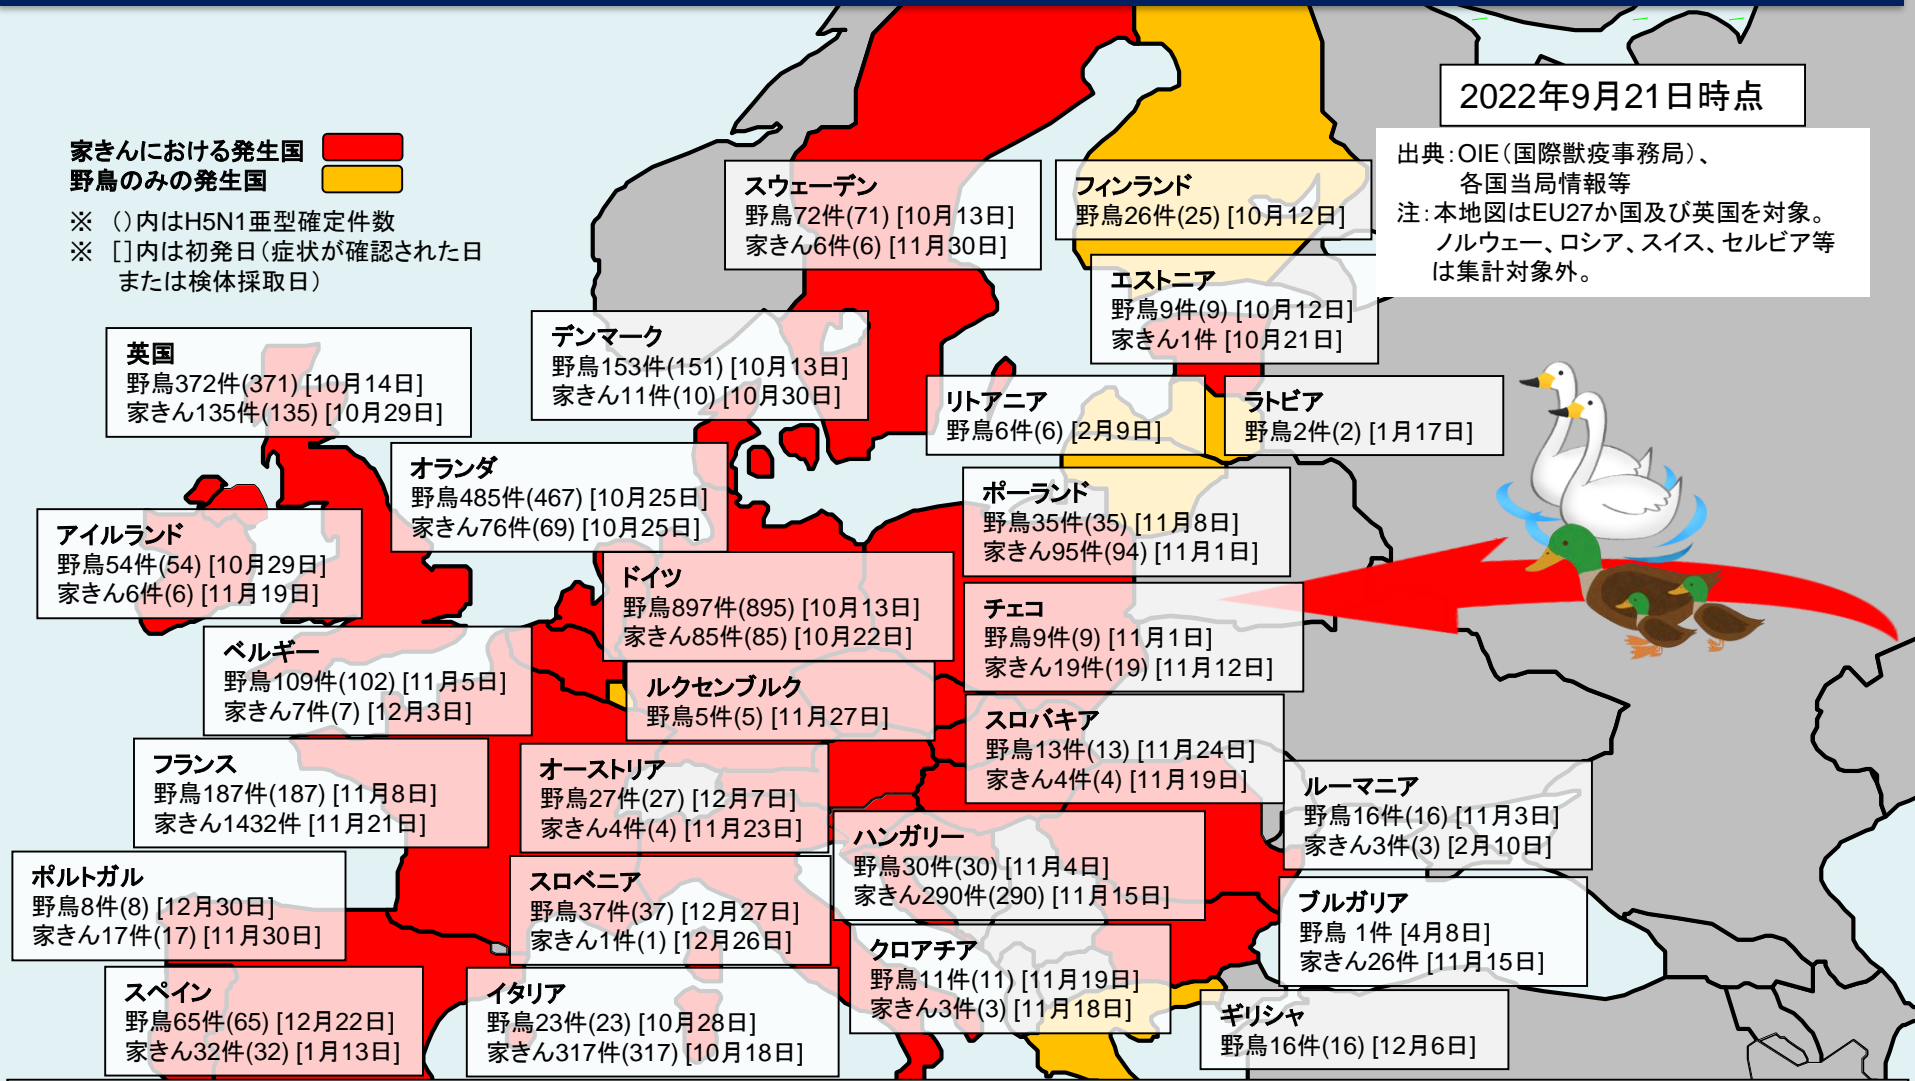 2022年9月21日時点
出典:OIE(国際獣疫事務局)、
各国当局情報等
注:本地図はEU27か国及び英国を対象。
ノルウェー、ロシア、スイス、セルビア等
は集計対象外。
家きんにおける発生国
野鳥のみの発生国
※ ()内はH5N1亜型確定件数
※ []内は初発日(症状が確認された日
または検体採取日)
スウェーデン
野鳥72件(71) [10月13日]
家きん6件(6) [11月30日]
フィンランド
野鳥26件(25) [10月12日]
エストニア
野鳥9件(9) [10月12日]
家きん1件 [10月21日]
デンマーク
野鳥153件(151) [10月13日]
家きん11件(10) [10月30日]
英国
野鳥372件(371) [10月14日]
家きん135件(135) [10月29日]
リトアニア
野鳥6件(6) [2月9日]
ラトビア
野鳥2件(2) [1月17日]
オランダ
野鳥485件(467) [10月25日]
家きん76件(69) [10月25日]
ポーランド
野鳥35件(35) [11月8日]
家きん95件(94) [11月1日]
アイルランド
野鳥54件(54) [10月29日]
家きん6件(6) [11月19日]
ドイツ
野鳥897件(895) [10月13日]
家きん85件(85) [10月22日]
チェコ
野鳥9件(9) [11月1日]
家きん19件(19) [11月12日]
ベルギー
野鳥109件(102) [11月5日]
家きん7件(7) [12月3日]
ルクセンブルク
野鳥5件(5) [11月27日]
スロバキア
野鳥13件(13) [11月24日]
家きん4件(4) [11月19日]
フランス
野鳥187件(187) [11月8日]
家きん1432件 [11月21日]
オーストリア
野鳥27件(27) [12月7日]
家きん4件(4) [11月23日]
ルーマニア
野鳥16件(16) [11月3日]
家きん3件(3) [2月10日]
ハンガリー
野鳥30件(30) [11月4日]
家きん290件(290) [11月15日]
ポルトガル
野鳥8件(8) [12月30日]
家きん17件(17) [11月30日]
スロベニア
野鳥37件(37) [12月27日]
家きん1件(1) [12月26日]
ブルガリア
野鳥 1件 [4月8日]
家きん26件 [11月15日]
クロアチア
野鳥11件(11) [11月19日]
家きん3件(3) [11月18日]
スペイン
野鳥65件(65) [12月22日]
家きん32件(32) [1月13日]
イタリア
野鳥23件(23) [10月28日]
家きん317件(317) [10月18日]
ギリシャ
野鳥16件(16) [12月6日]